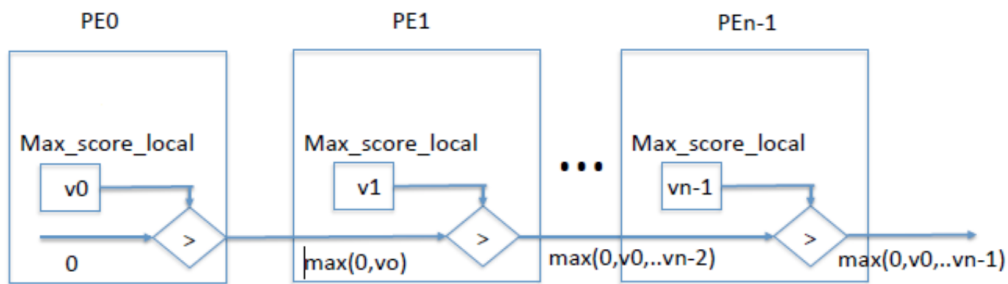 PE0 PE1 PEn-1
Max_score_local Max_score_local Max_score_local
v0 v1 vn-1
> > >
0 max(0,vo) max(0,v0,..vn-2) max(0,v0,..vn-1)